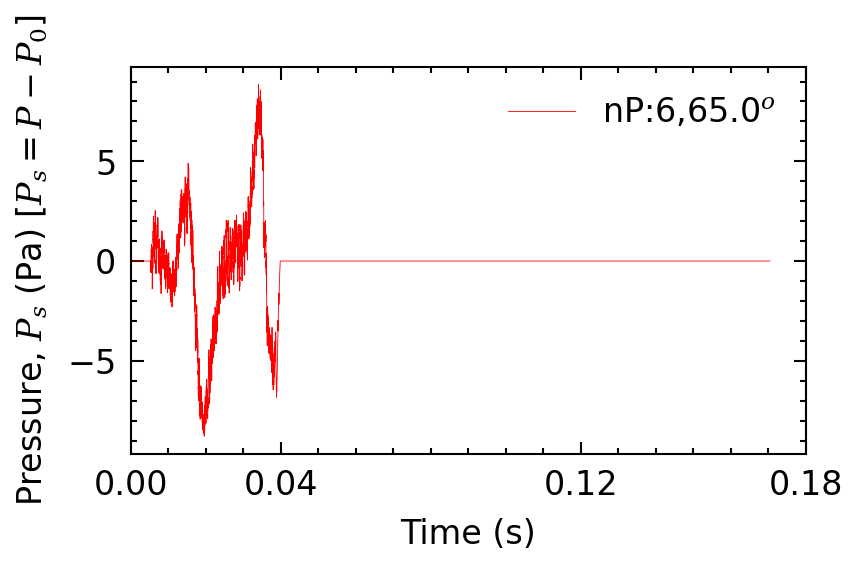 Pressure, Pₛ (Pa) [Pₛ = P − P₀]
nP:6,65.0ᵒ
5
0
−5
0.00 0.04 0.12 0.18
Time (s)